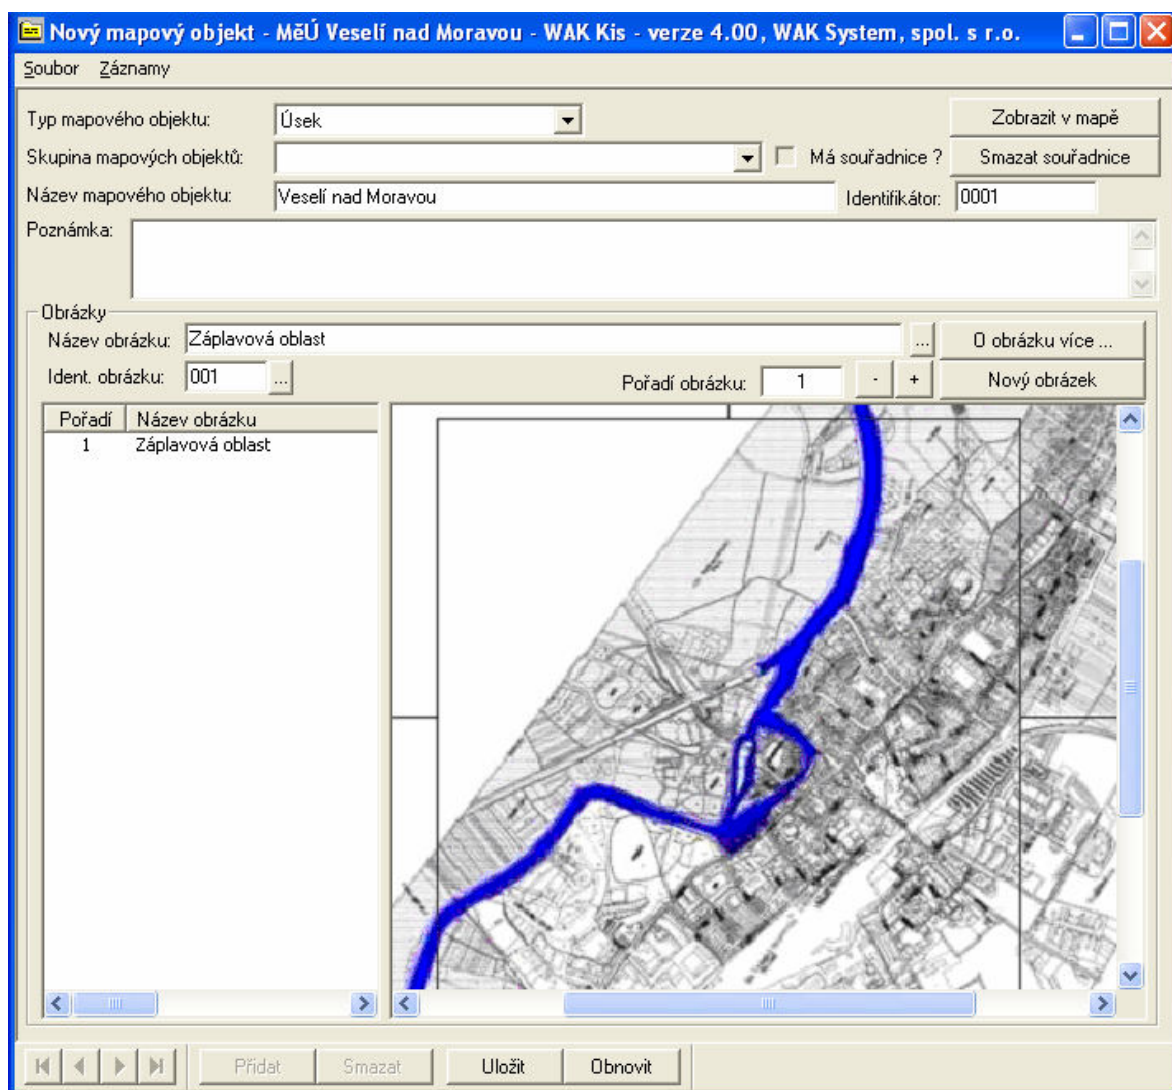 Nový mapový objekt - MěÚ Veselí nad Moravou - WAK Kis - verze 4.00, WAK System, spol. s r.o.
Soubor Záznamy
Typ mapového objektu: Úsek Zobrazit v mapě
Skupina mapových objektů: Má souřadnice ? Smazat souřadnice
Název mapového objektu: Veselí nad Moravou Identifikátor: 0001
Poznámka:
Obrázky
Název obrázku: Záplavová oblast ... O obrázku více ...
Ident. obrázku: 001 ... Pořadí obrázku: 1 - + Nový obrázek
Pořadí Název obrázku
1 Záplavová oblast
Přidat Smazat Uložit Obnovit